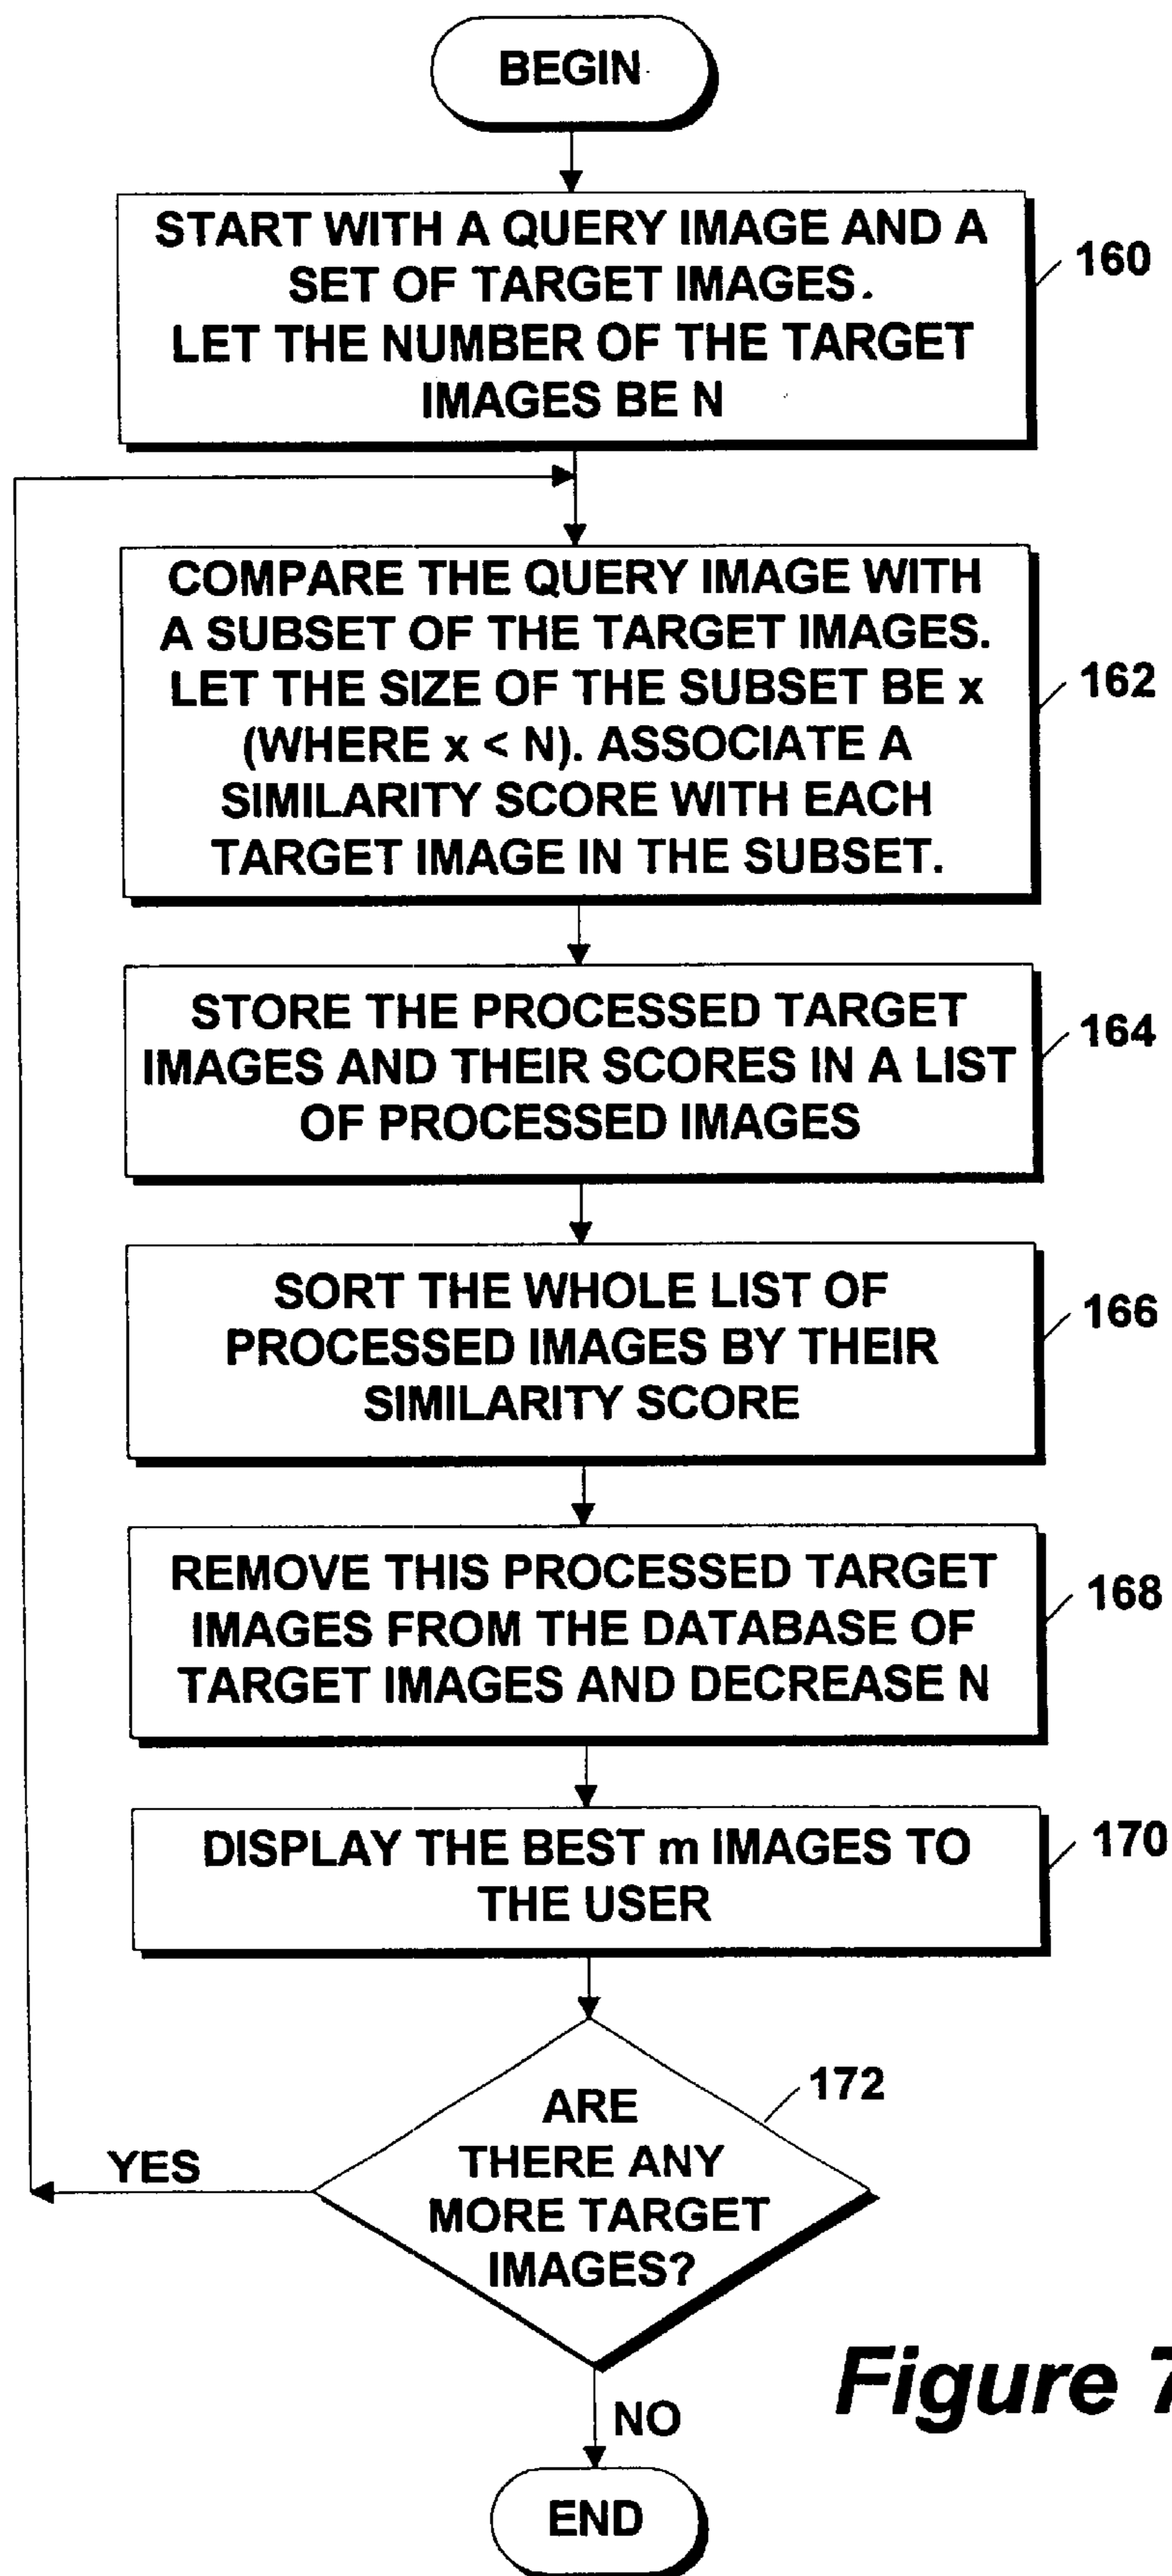 BEGIN
START WITH A QUERY IMAGE AND A
SET OF TARGET IMAGES.
LET THE NUMBER OF THE TARGET
IMAGES BE N
160
COMPARE THE QUERY IMAGE WITH
A SUBSET OF THE TARGET IMAGES.
LET THE SIZE OF THE SUBSET BE x
(WHERE x < N). ASSOCIATE A
SIMILARITY SCORE WITH EACH
TARGET IMAGE IN THE SUBSET.
162
STORE THE PROCESSED TARGET
IMAGES AND THEIR SCORES IN A LIST
OF PROCESSED IMAGES
164
SORT THE WHOLE LIST OF
PROCESSED IMAGES BY THEIR
SIMILARITY SCORE
166
REMOVE THIS PROCESSED TARGET
IMAGES FROM THE DATABASE OF
TARGET IMAGES AND DECREASE N
168
DISPLAY THE BEST m IMAGES TO
THE USER
170
ARE
THERE ANY
MORE TARGET
IMAGES?
172
YES
NO
END
Figure 7